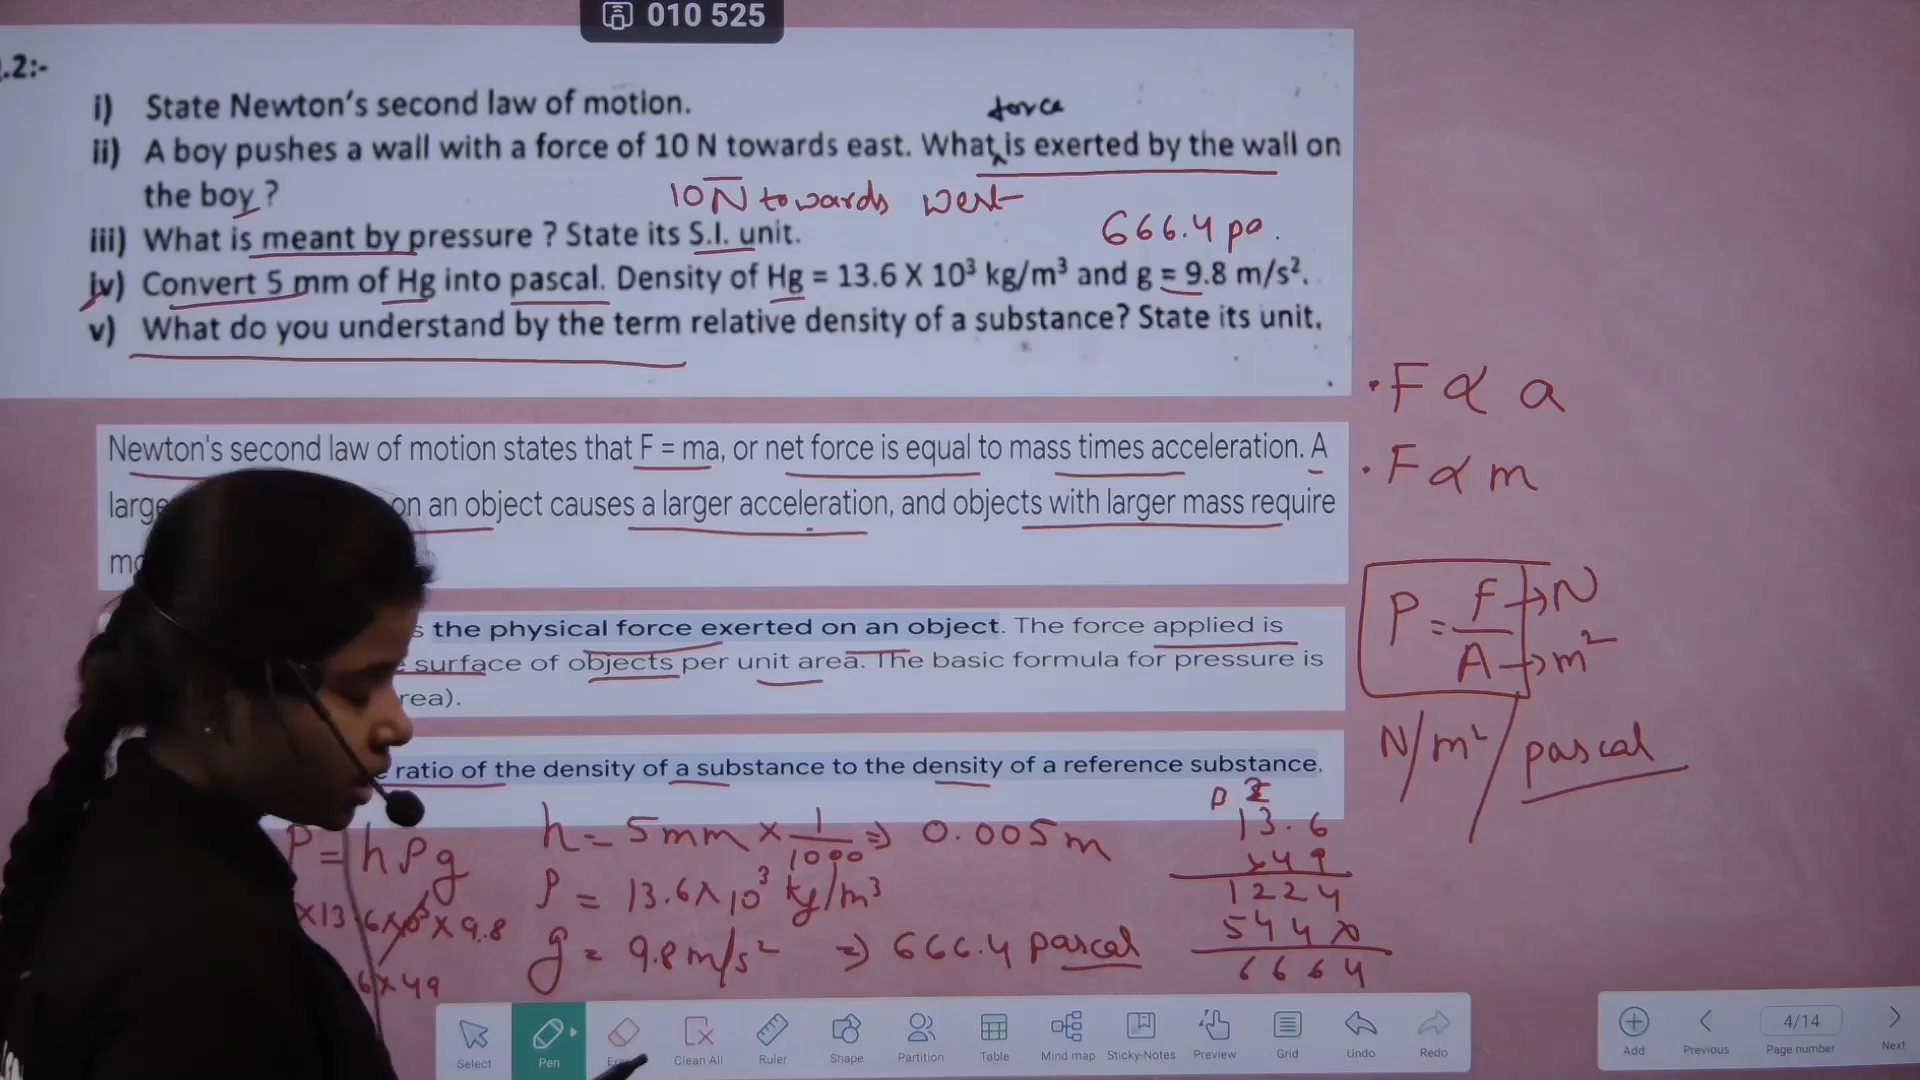 010 525
.2:-
i) State Newton's second law of motion.
force
ii) A boy pushes a wall with a force of 10 N towards east. What is exerted by the wall on
the boy ?
10 N towards west
iii) What is meant by pressure ? State its S.I. unit.
666.4 pa.
iv) Convert 5 mm of Hg into pascal. Density of Hg = 13.6 X 10³ kg/m³ and g = 9.8 m/s².
v) What do you understand by the term relative density of a substance? State its unit.
• F ∝ a
• F ∝ m
Newton's second law of motion states that F = ma, or net force is equal to mass times acceleration. A
large on an object causes a larger acceleration, and objects with larger mass require
P = F → N
A → m²
N/m² / pascal
the physical force exerted on an object. The force applied is
surface of objects per unit area. The basic formula for pressure is
rea).
ratio of the density of a substance to the density of a reference substance,
P = hρg
×13.6×10³×9.8
6×49
h = 5mm × 1/1000 ⇒ 0.005m
ρ = 13.6×10³ kg/m³
g = 9.8 m/s² ⇒ 666.4 pascal
13.6
×49
1224
544×
6664
Select
Pen
Clean All
Ruler
Shape
Partition
Table
Mind map
Sticky-Notes
Preview
Grid
Undo
Redo
Add
Previous
4/14
Page number
Next